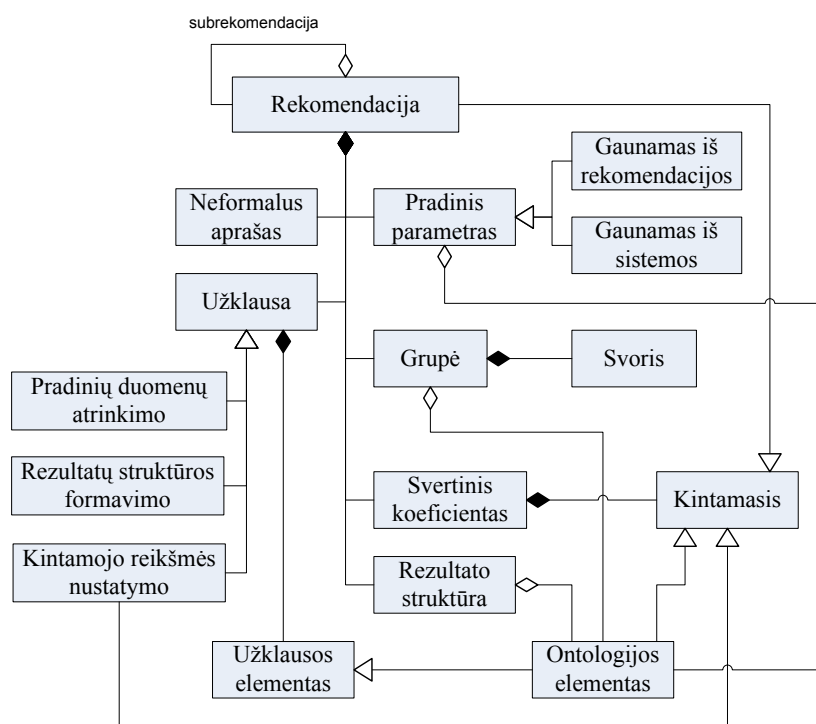 subrekomendacija
Rekomendacija
Gaunamas iš
rekomendacijos
Neformalus
aprašas
Pradinis
parametras
Gaunamas iš
sistemos
Užklausa
Grupė
Svoris
Pradinių duomenų
atrinkimo
Rezultatų struktūros
formavimo
Svertinis
koeficientas
Kintamasis
Kintamojo reikšmės
nustatymo
Rezultato
struktūra
Užklausos
elementas
Ontologijos
elementas